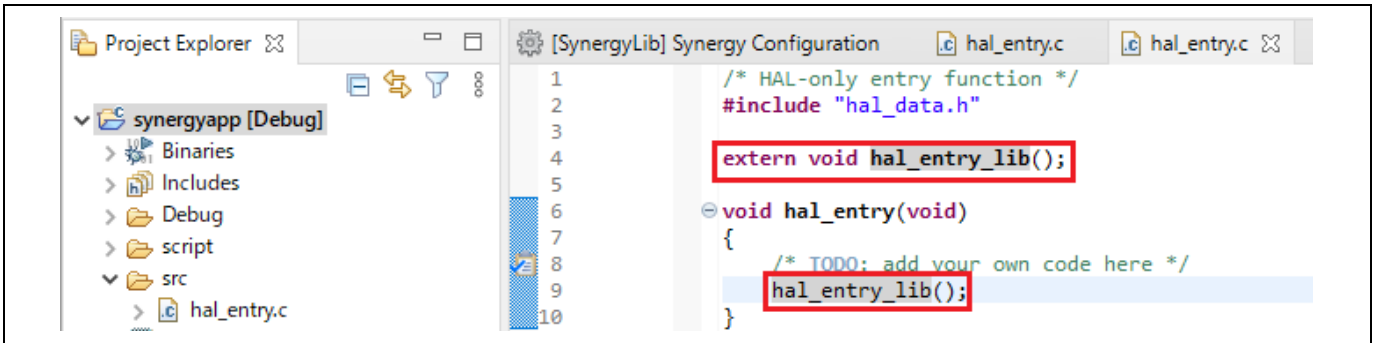 Project Explorer
synergyapp [Debug]
Binaries
Includes
Debug
script
src
hal_entry.c
[SynergyLib] Synergy Configuration
hal_entry.c
hal_entry.c
1 /* HAL-only entry function */
2 #include "hal_data.h"
3
4 extern void hal_entry_lib();
5
6 void hal_entry(void)
7 {
8 /* TODO: add your own code here */
9 hal_entry_lib();
10 }